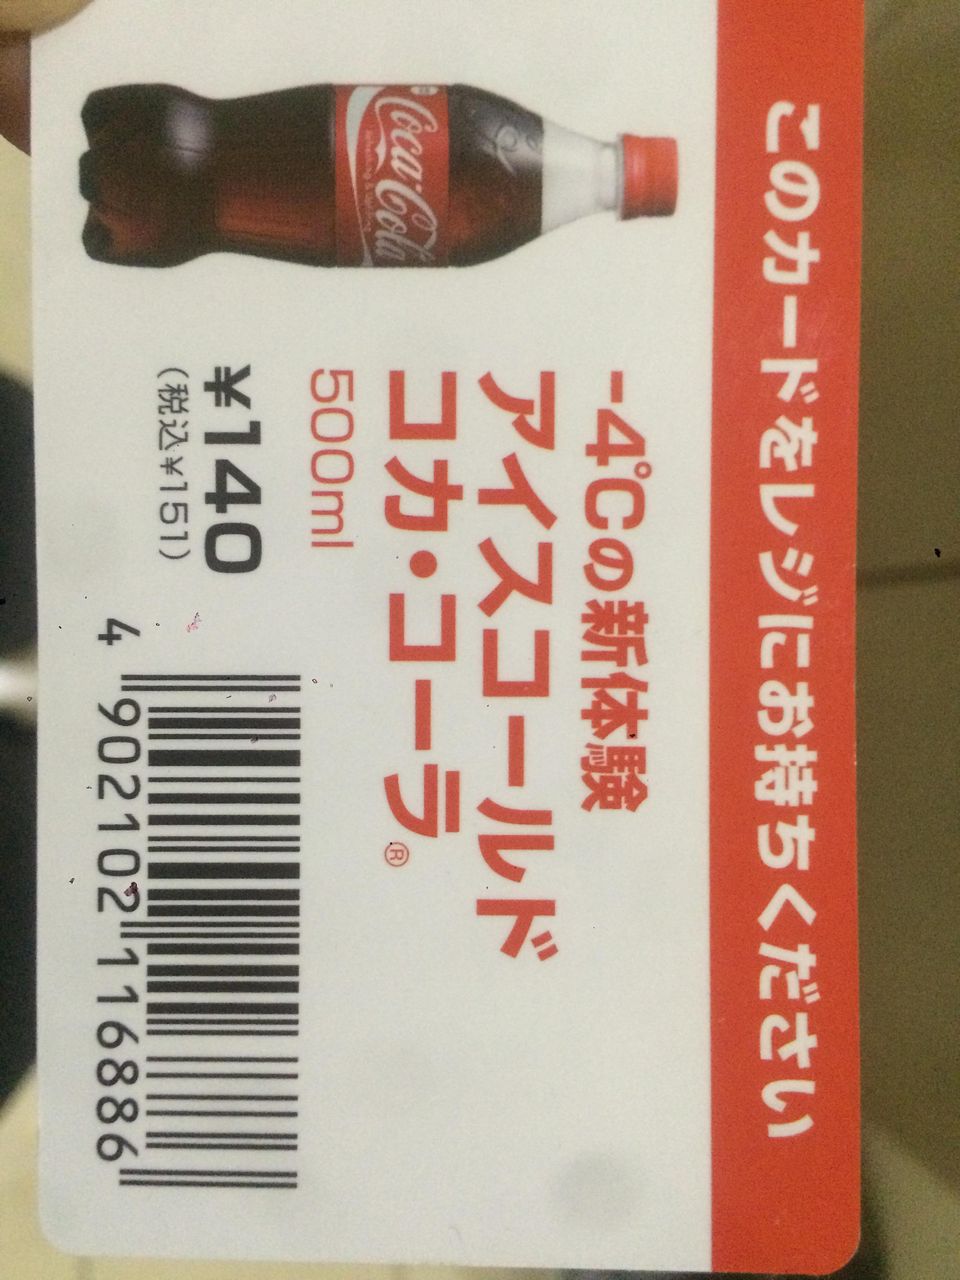 このカードをレジにお持ちください
-4℃の新体験
アイスコールド
コカ・コーラ®
500ml
¥140
(税込¥151)
4 902102 116886
Coca-Cola